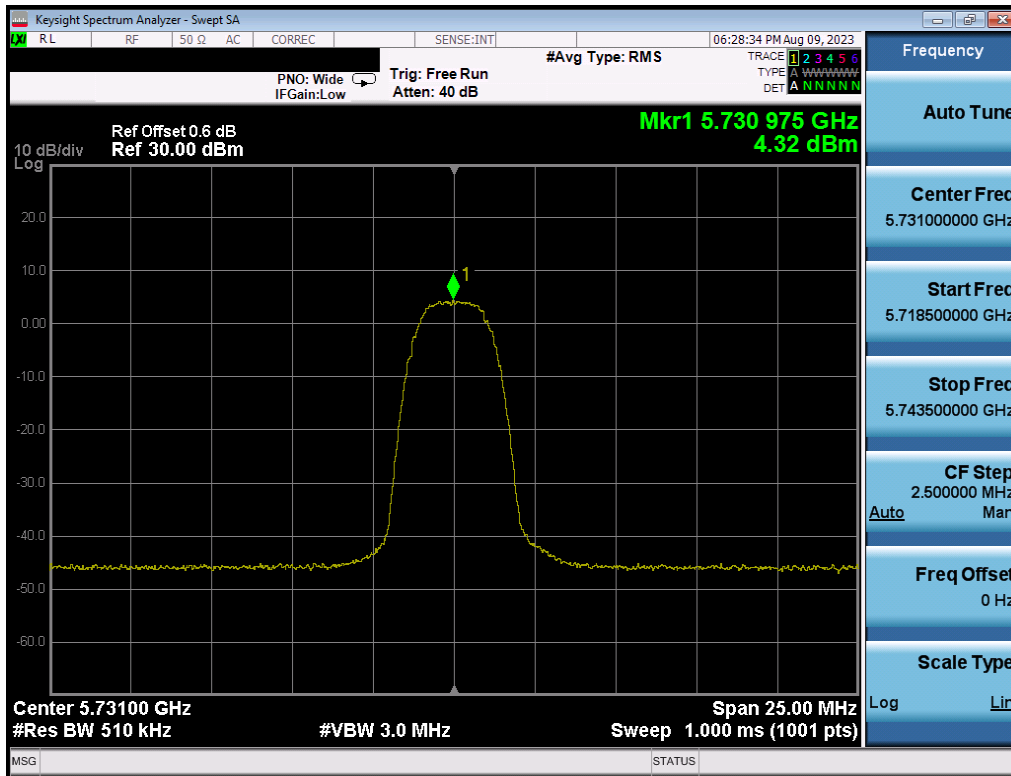 Keysight Spectrum Analyzer - Swept SA
LXI RL RF 50 Ω AC CORREC SENSE:INT 06:28:34 PM Aug 09, 2023
#Avg Type: RMS TRACE 1 2 3 4 5 6
PNO: Wide Trig: Free Run TYPE A WWWWW
IFGain:Low Atten: 40 dB DET A N N N N N
Frequency
Mkr1 5.730 975 GHz
4.32 dBm
Ref Offset 0.6 dB
10 dB/div Ref 30.00 dBm
Log
1
20.0
10.0
0.00
-10.0
-20.0
-30.0
-40.0
-50.0
-60.0
Center 5.73100 GHz Span 25.00 MHz
#Res BW 510 kHz #VBW 3.0 MHz Sweep 1.000 ms (1001 pts)
MSG STATUS
Auto Tune
Center Freq
5.731000000 GHz
Start Freq
5.718500000 GHz
Stop Freq
5.743500000 GHz
CF Step
2.500000 MHz
Auto Man
Freq Offset
0 Hz
Scale Type
Log Lin